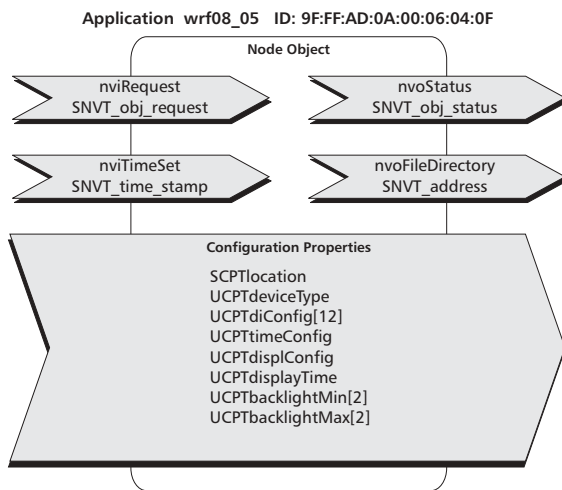 Application wrf08_05 ID: 9F:FF:AD:0A:00:06:04:0F
Node Object
nviRequest
SNVT_obj_request
nvoStatus
SNVT_obj_status
nviTimeSet
SNVT_time_stamp
nvoFileDirectory
SNVT_address
Configuration Properties
SCPTlocation
UCPTdeviceType
UCPTdiConfig[12]
UCPTtimeConfig
UCPTdisplConfig
UCPTdisplayTime
UCPTbacklightMin[2]
UCPTbacklightMax[2]